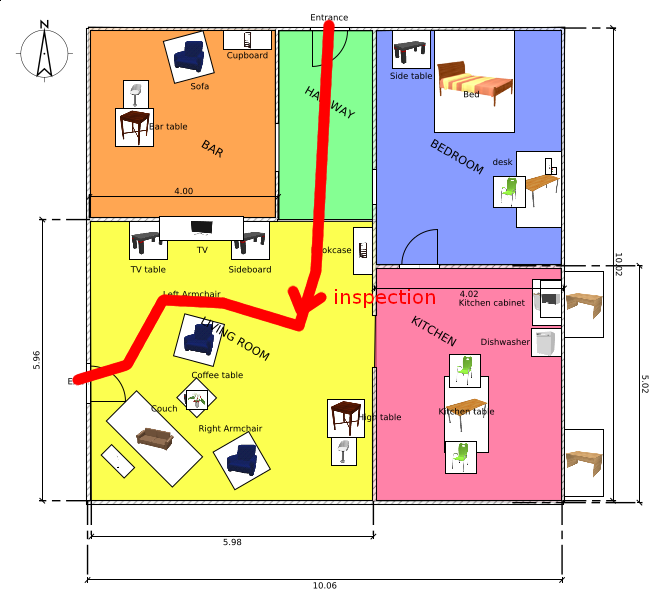 Entrance
N
Cupboard
Sofa
Side table
Bed
HALLWAY
Bar table
BAR
BEDROOM
desk
4.00
TV
TV table
Sideboard
10.02
4.02
Left Armchair
inspection
Kitchen cabinet
LIVING ROOM
KITCHEN
Dishwasher
5.96
5.02
Coffee table
Couch
High table
Kitchen table
Right Armchair
5.98
10.06